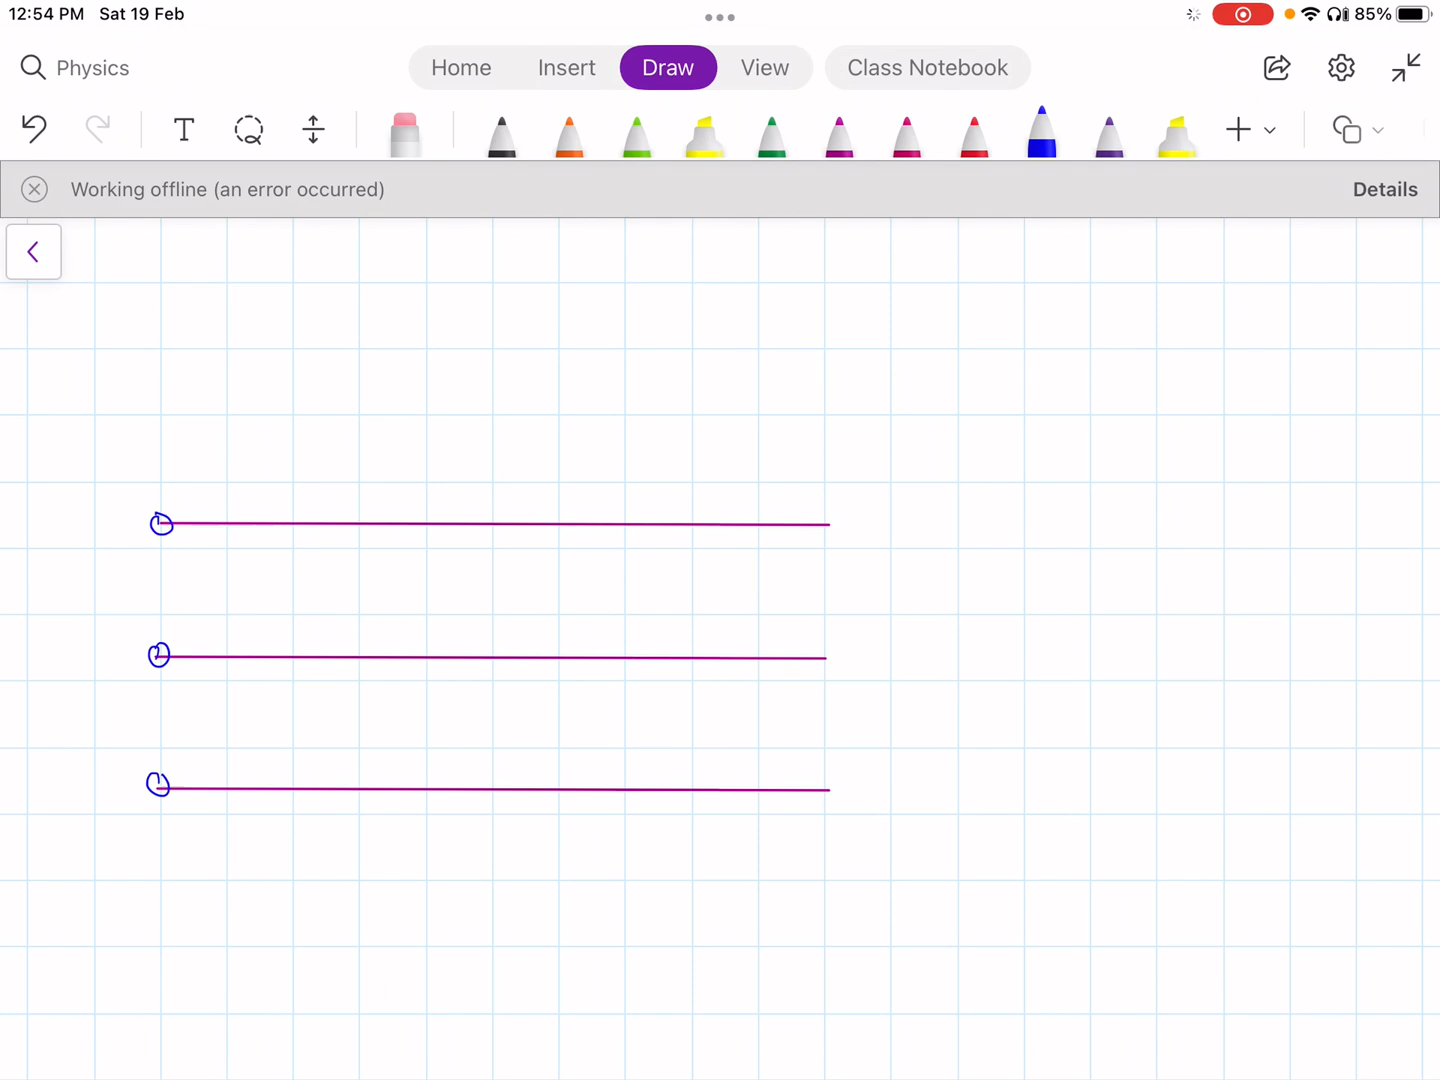 12:54 PM Sat 19 Feb 85%
Physics Home Insert Draw View Class Notebook
T
Working offline (an error occurred) Details